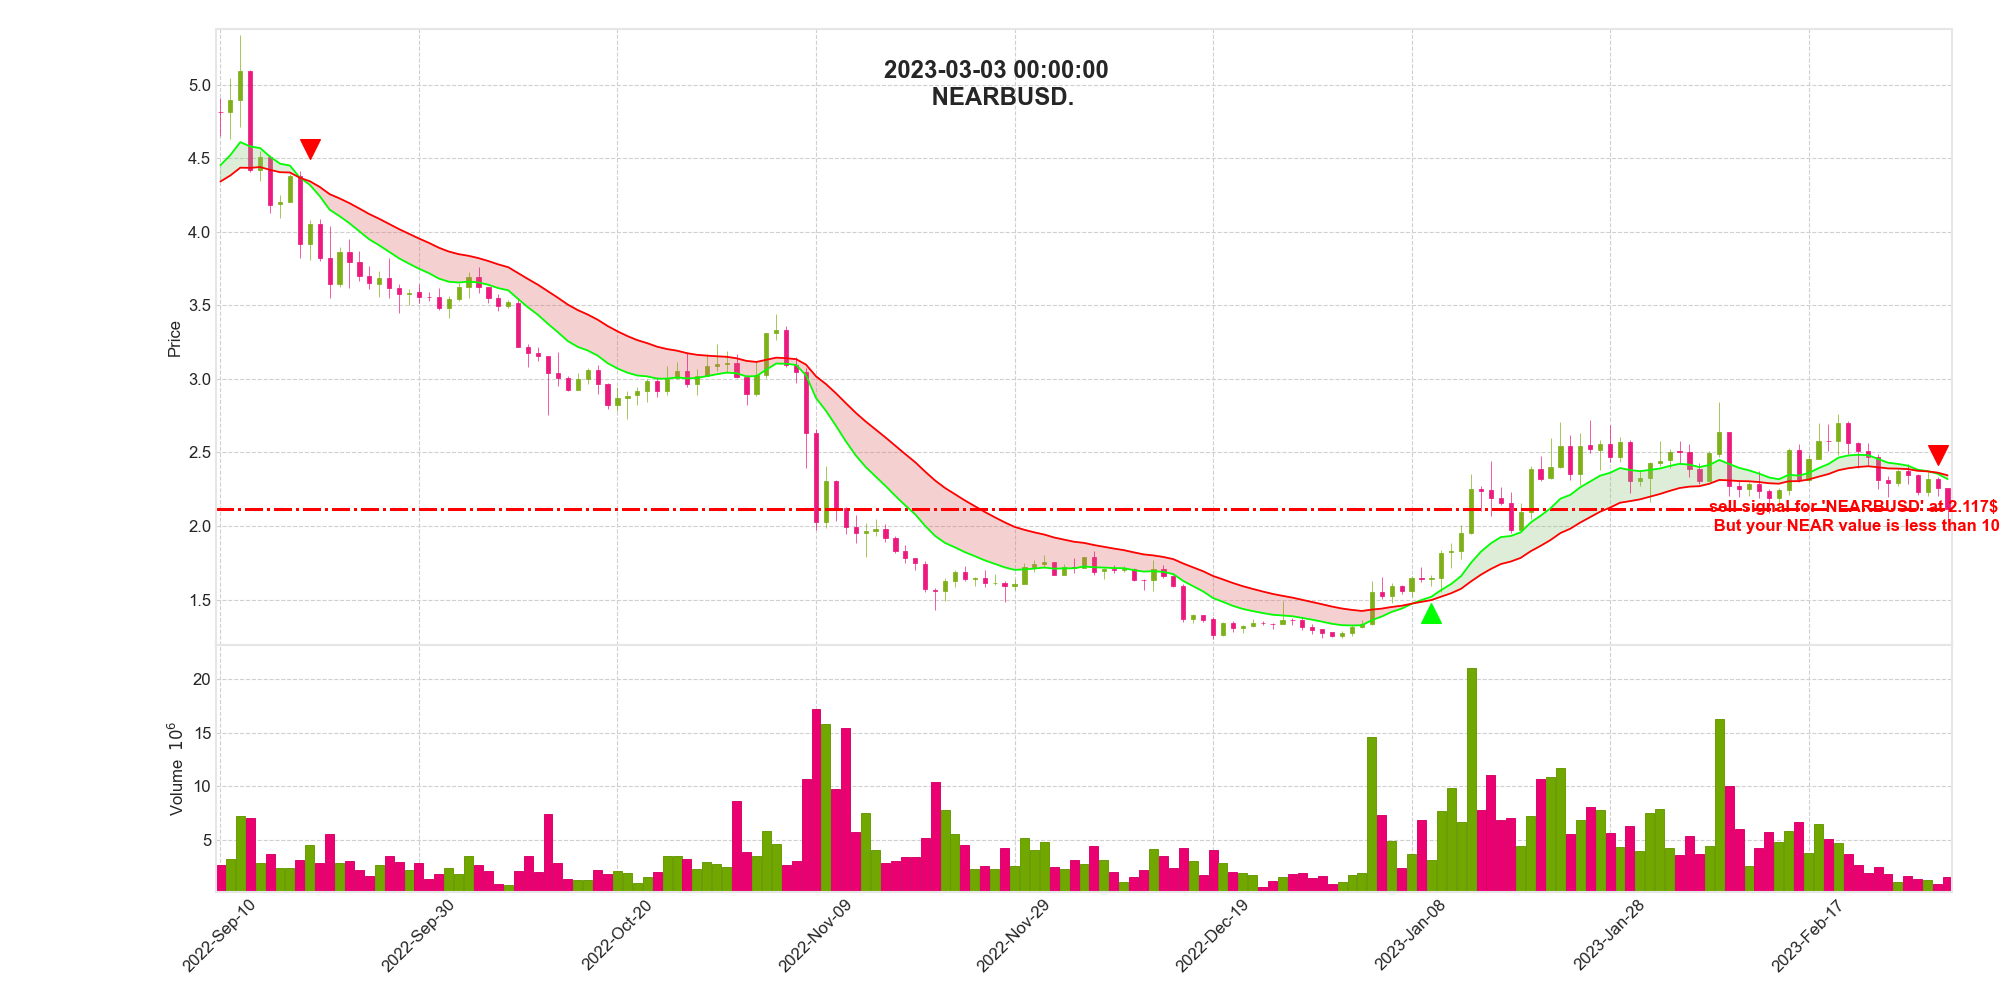 2023-03-03 00:00:00
NEARBUSD.
5.0
4.5
4.0
3.5
3.0
2.5
2.0
1.5
Price
sell signal for 'NEARBUSD' at 2.117$
But your NEAR value is less than 10
20
15
10
5
Volume 10^6
2022-Sep-10
2022-Sep-30
2022-Oct-20
2022-Nov-09
2022-Nov-29
2022-Dec-19
2023-Jan-08
2023-Jan-28
2023-Feb-17